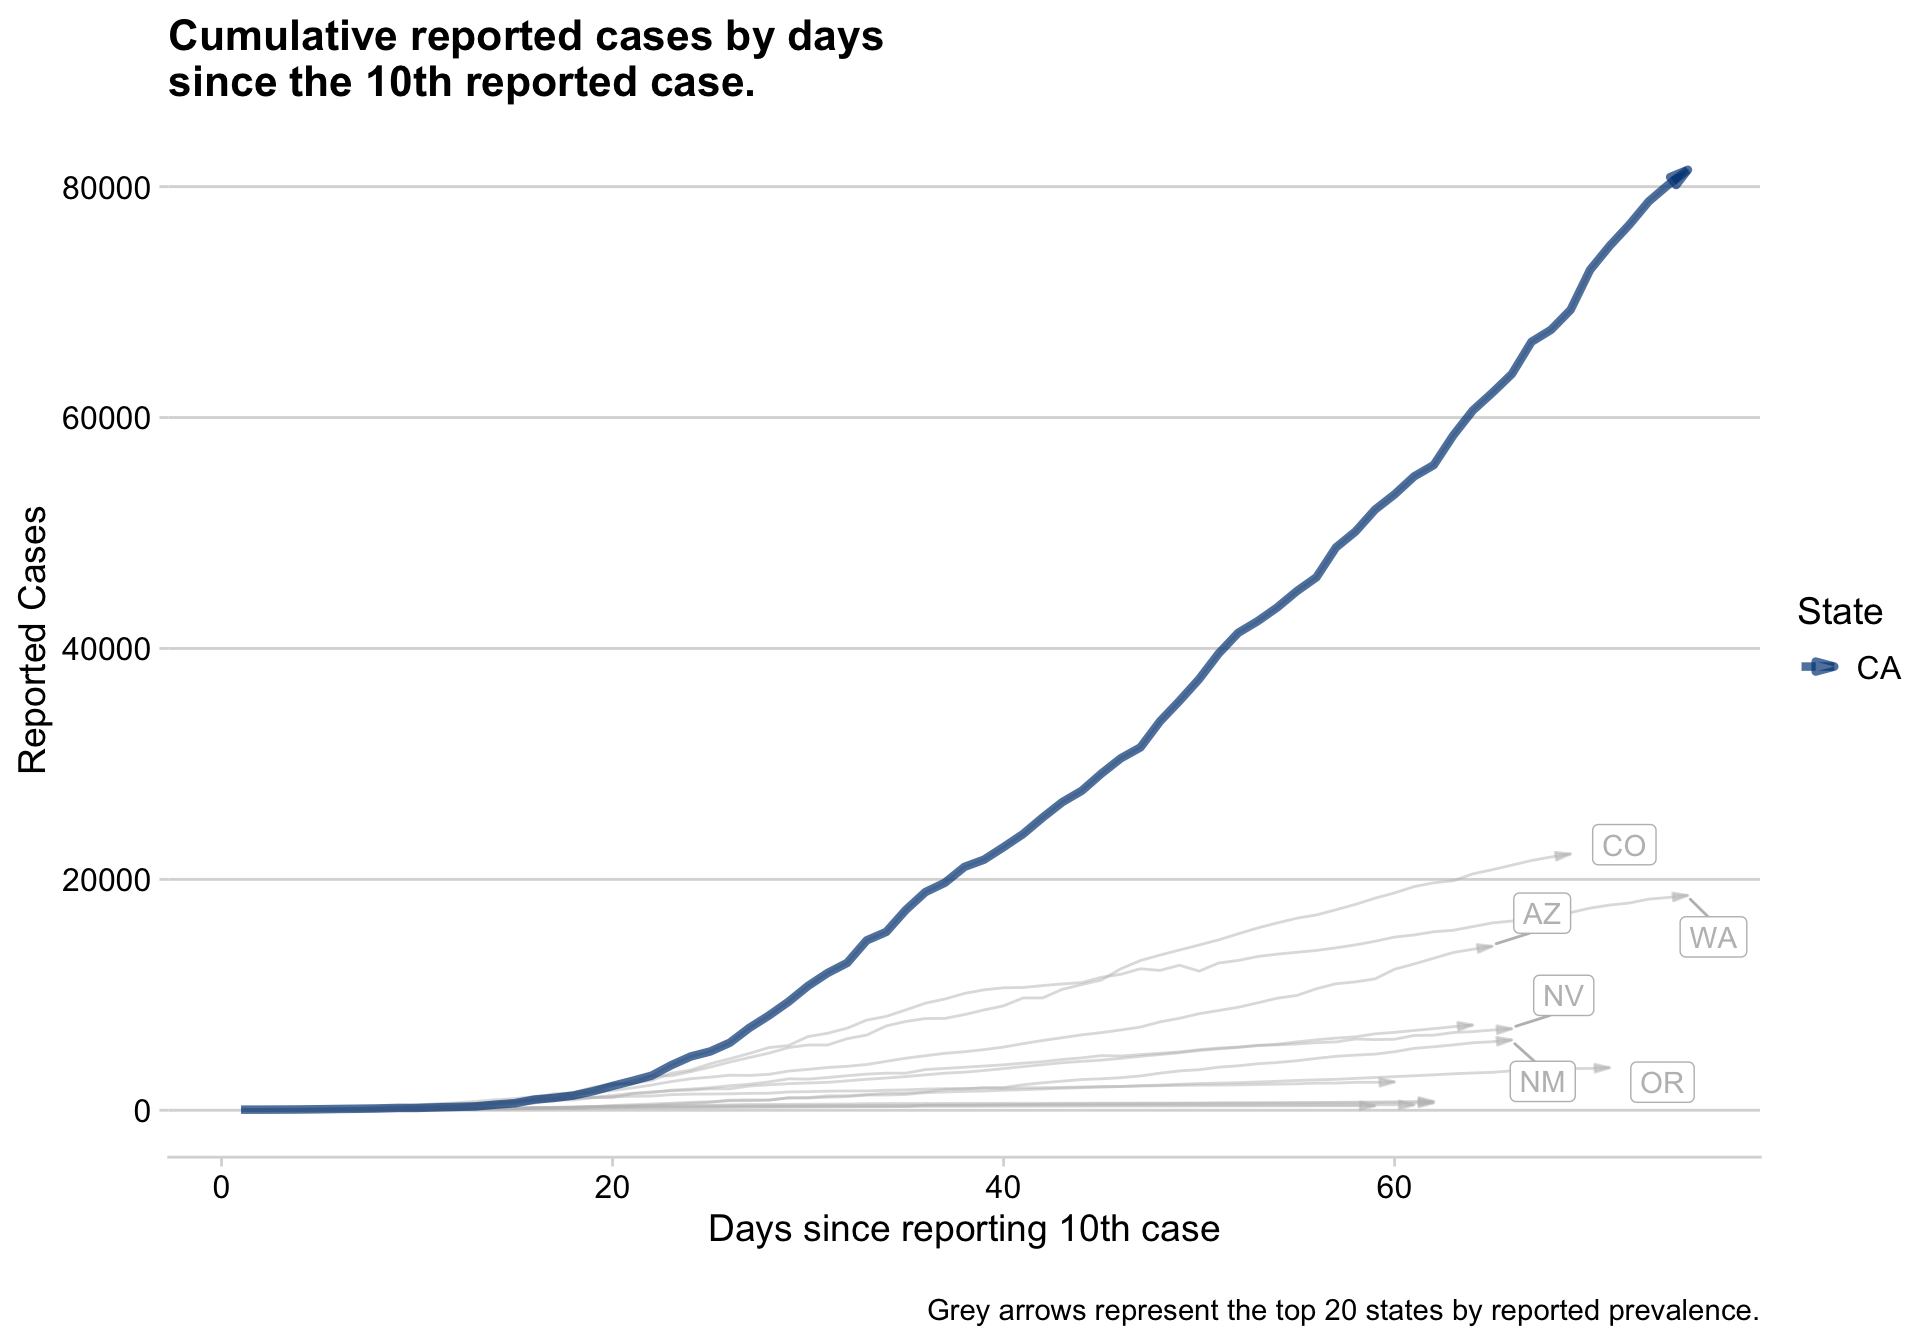 Cumulative reported cases by days
since the 10th reported case.
80000
60000
40000
20000
0
Reported Cases
CO
AZ
WA
NV
NM
OR
State
CA
0
20
40
60
Days since reporting 10th case
Grey arrows represent the top 20 states by reported prevalence.